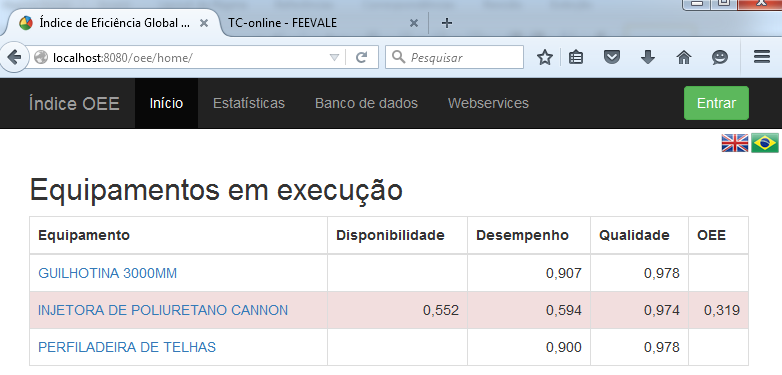 Índice de Eficiência Global ... × TC-online - FEEVALE × +
localhost:8080/oee/home/ Pesquisar
Índice OEE Início Estatísticas Banco de dados Webservices Entrar
Equipamentos em execução
Equipamento Disponibilidade Desempenho Qualidade OEE
GUILHOTINA 3000MM 0,907 0,978
INJETORA DE POLIURETANO CANNON 0,552 0,594 0,974 0,319
PERFILADEIRA DE TELHAS 0,900 0,978